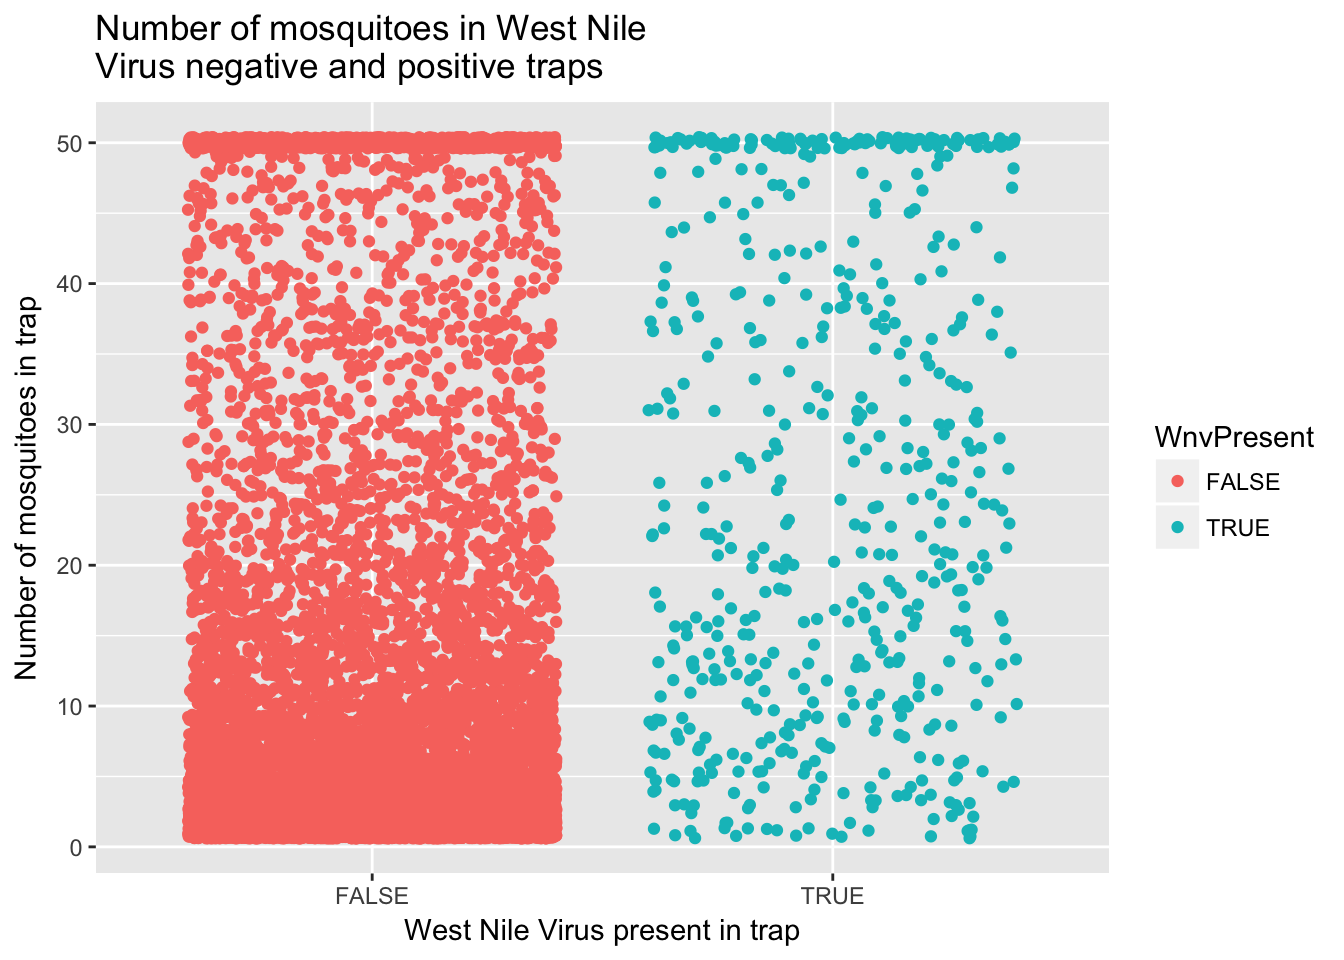 Number of mosquitoes in West Nile
Virus negative and positive traps
Number of mosquitoes in trap
50
40
30
20
10
0
FALSE
TRUE
West Nile Virus present in trap
WnvPresent
FALSE
TRUE